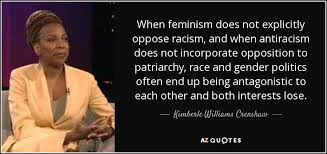 When feminism does not explicitly
oppose racism, and when antiracism
does not incorporate opposition to
patriarchy, race and gender politics
often end up being antagonistic to
each other and both interests lose.
Kimberle Williams Crenshaw
AZ QUOTES